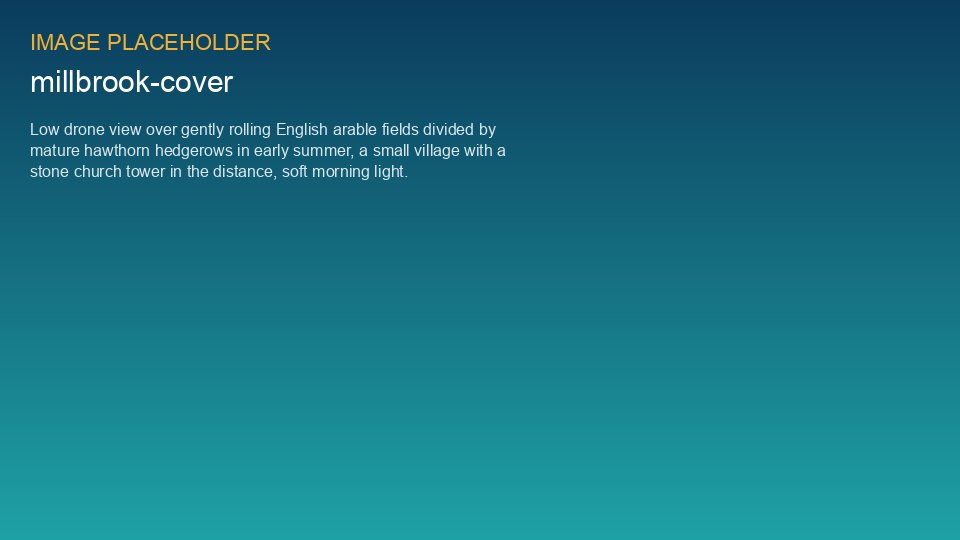 IMAGE PLACEHOLDER
millbrook-cover
Low drone view over gently rolling English arable fields divided by
mature hawthorn hedgerows in early summer, a small village with a
stone church tower in the distance, soft morning light.